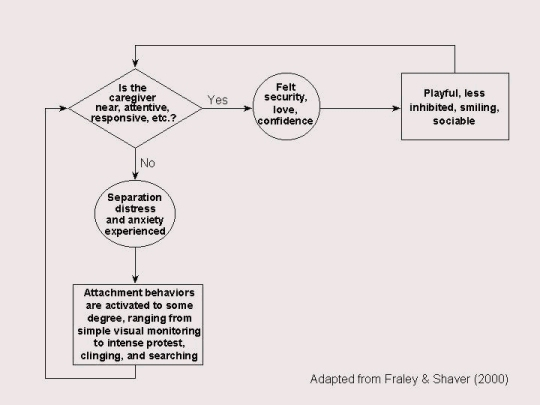 Is the
caregiver
near, attentive,
responsive, etc.?
Yes
Felt
security,
love,
confidence
Playful, less
inhibited, smiling,
sociable
No
Separation
distress
and anxiety
experienced
Attachment behaviors
are activated to some
degree, ranging from
simple visual monitoring
to intense protest,
clinging, and searching
Adapted from Fraley & Shaver (2000)